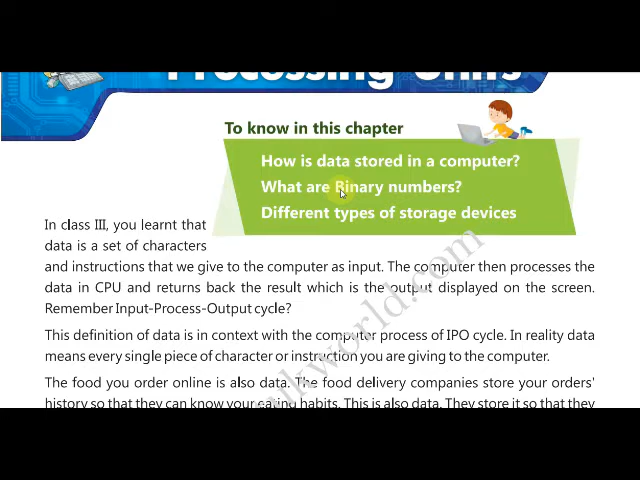 Processing Units
To know in this chapter
How is data stored in a computer?
What are Binary numbers?
Different types of storage devices
In class III, you learnt that
data is a set of characters
and instructions that we give to the computer as input. The computer then processes the
data in CPU and returns back the result which is the output displayed on the screen.
Remember Input-Process-Output cycle?
This definition of data is in context with the computer process of IPO cycle. In reality data
means every single piece of character or instruction you are giving to the computer.
The food you order online is also data. The food delivery companies store your orders'
history so that they can know your eating habits. This is also data. They store it so that they